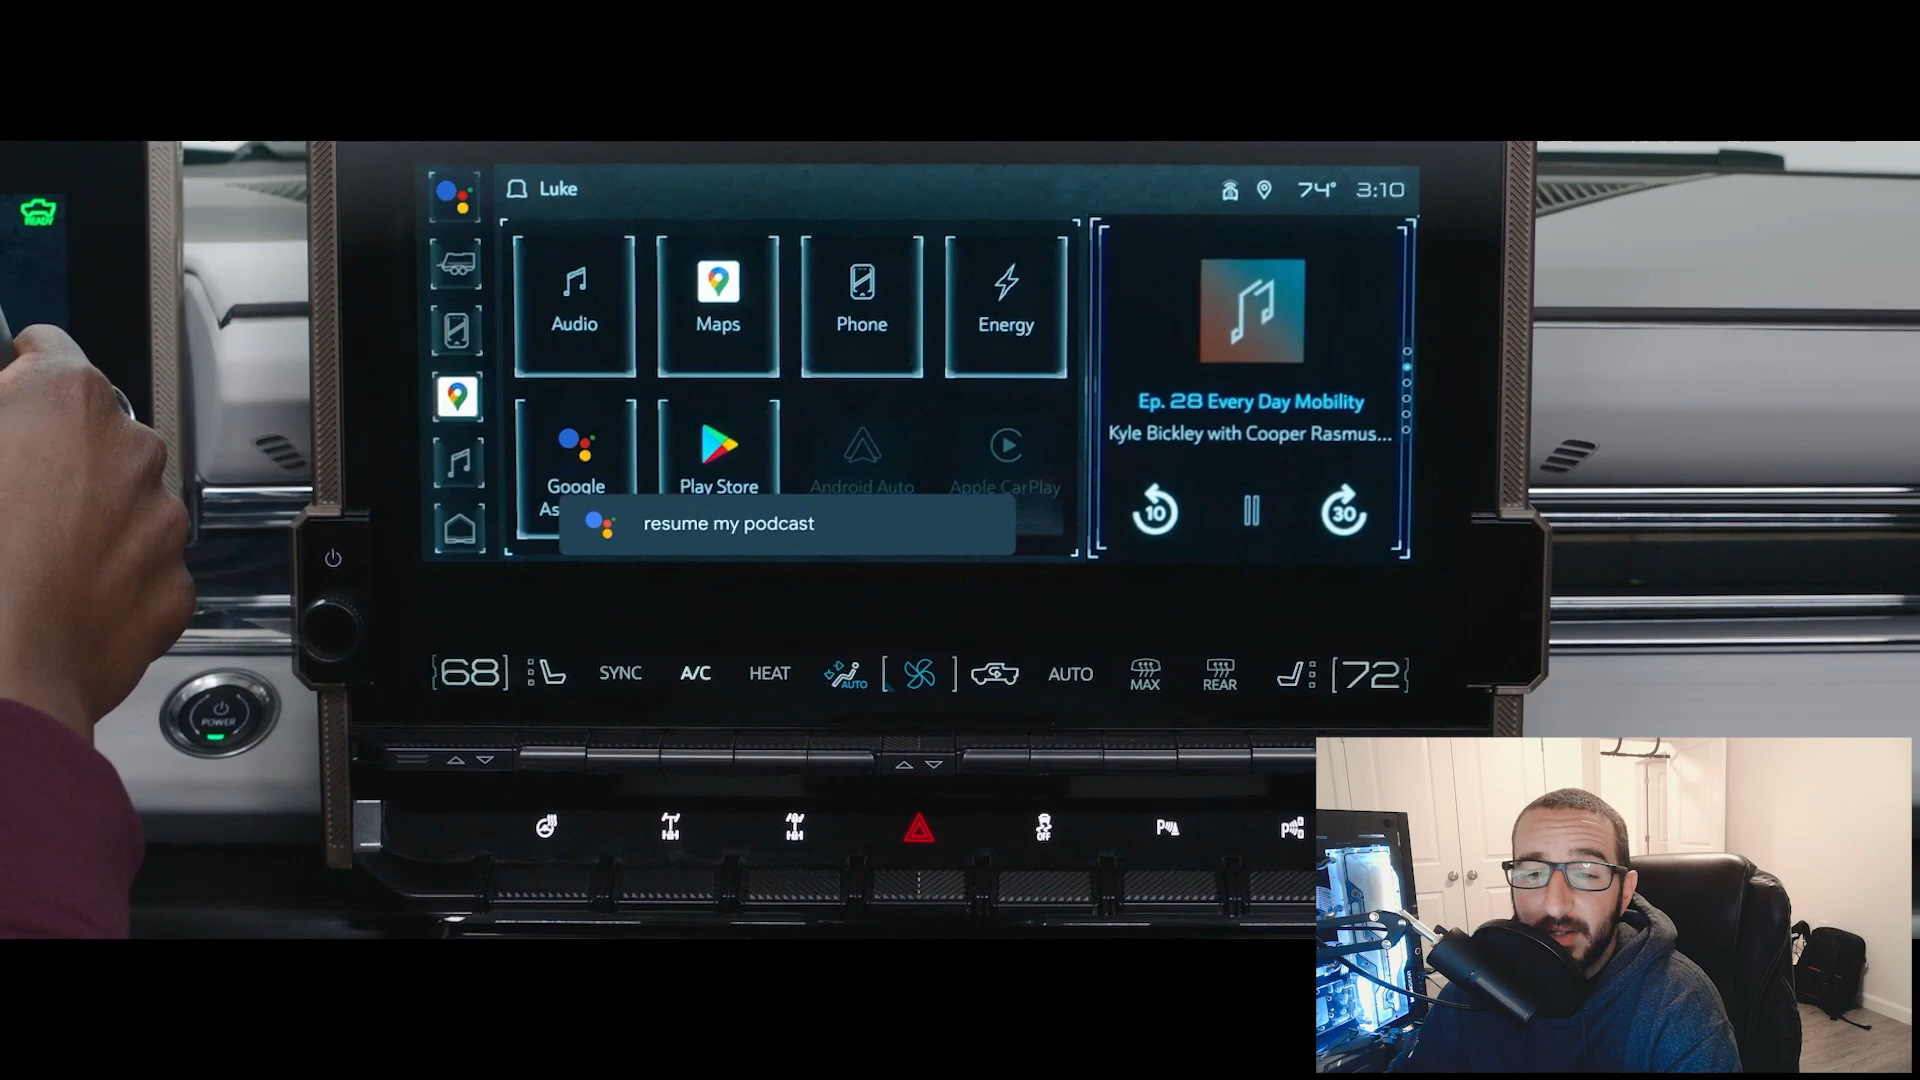 READY
Luke
74° 3:10
Audio
Maps
Phone
Energy
Google
As
Play Store
Android Auto
Apple CarPlay
resume my podcast
Ep. 28 Every Day Mobility
Kyle Bickley with Cooper Rasmus...
10
30
68
SYNC
A/C
HEAT
AUTO
AUTO
MAX
REAR
72
POWER
OFF
P
P